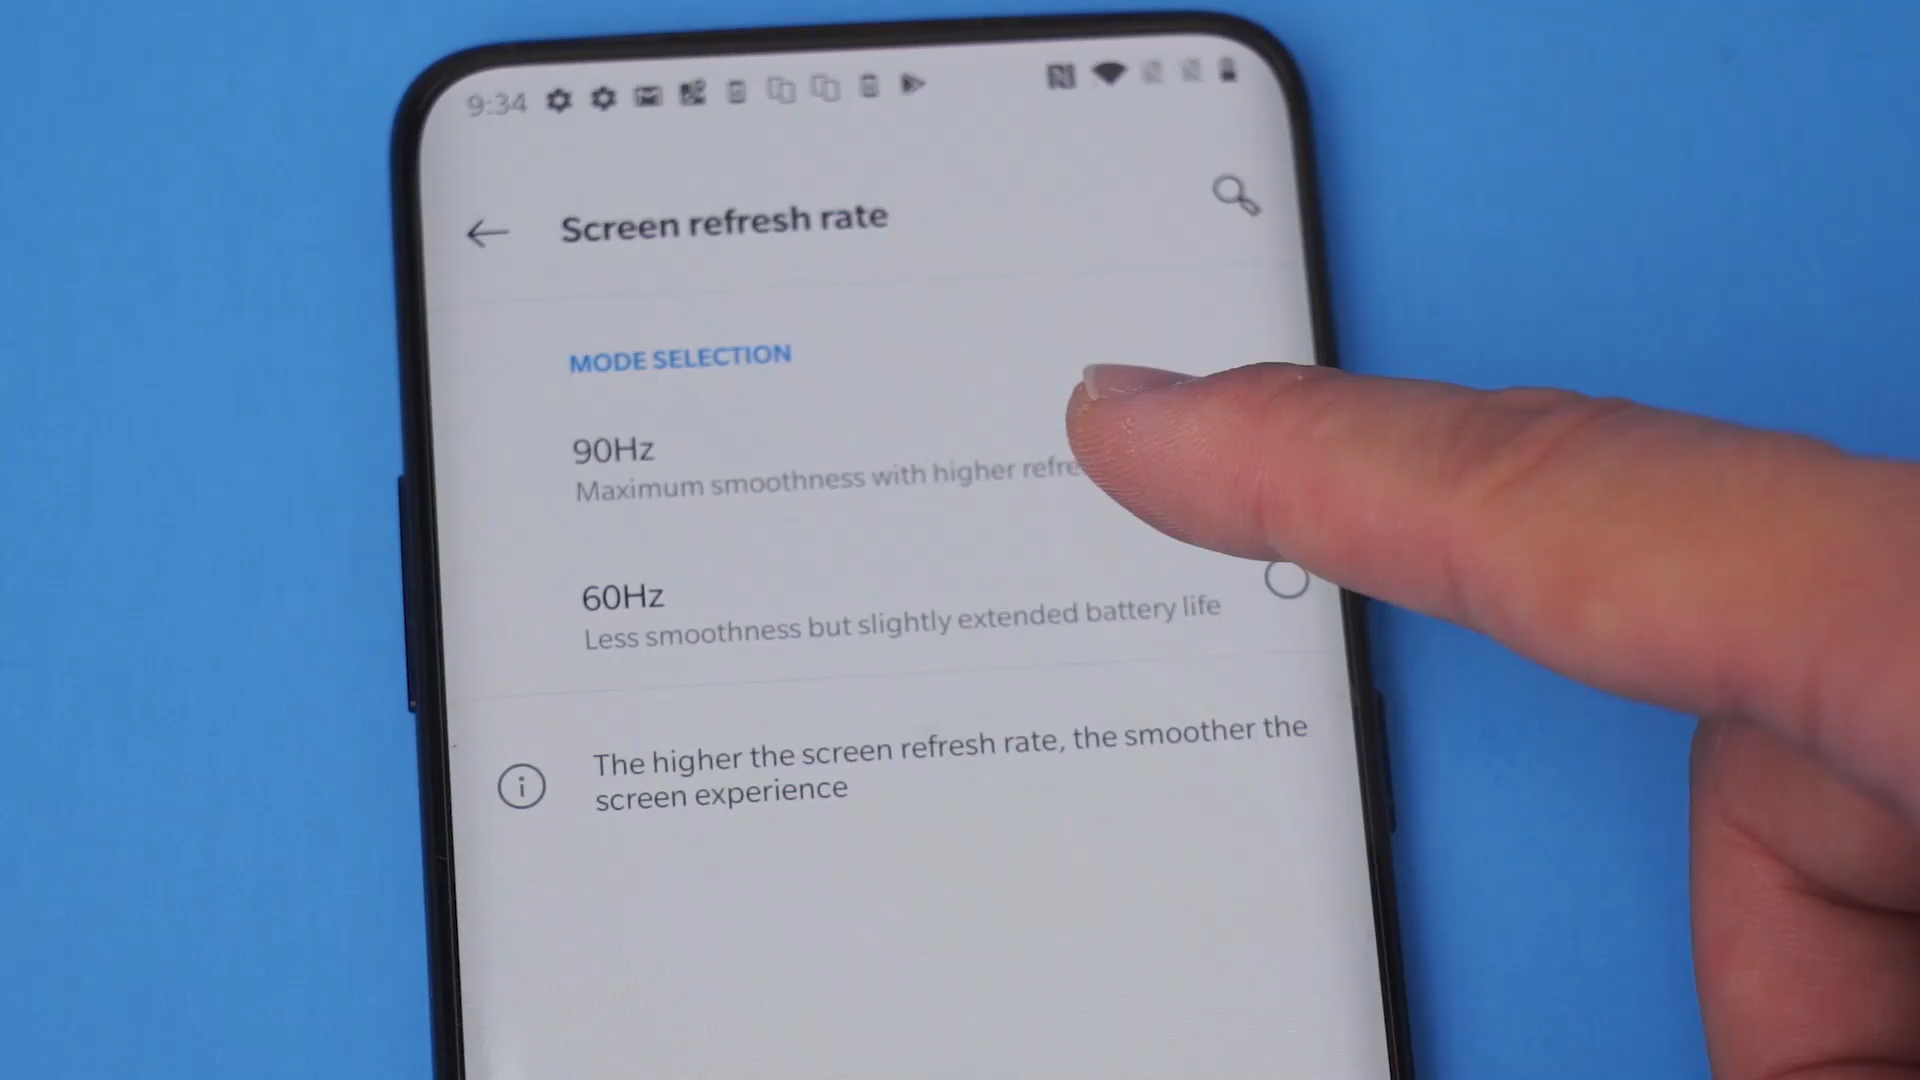 9:34
Screen refresh rate
MODE SELECTION
90Hz
Maximum smoothness with higher refre
60Hz
Less smoothness but slightly extended battery life
The higher the screen refresh rate, the smoother the
screen experience